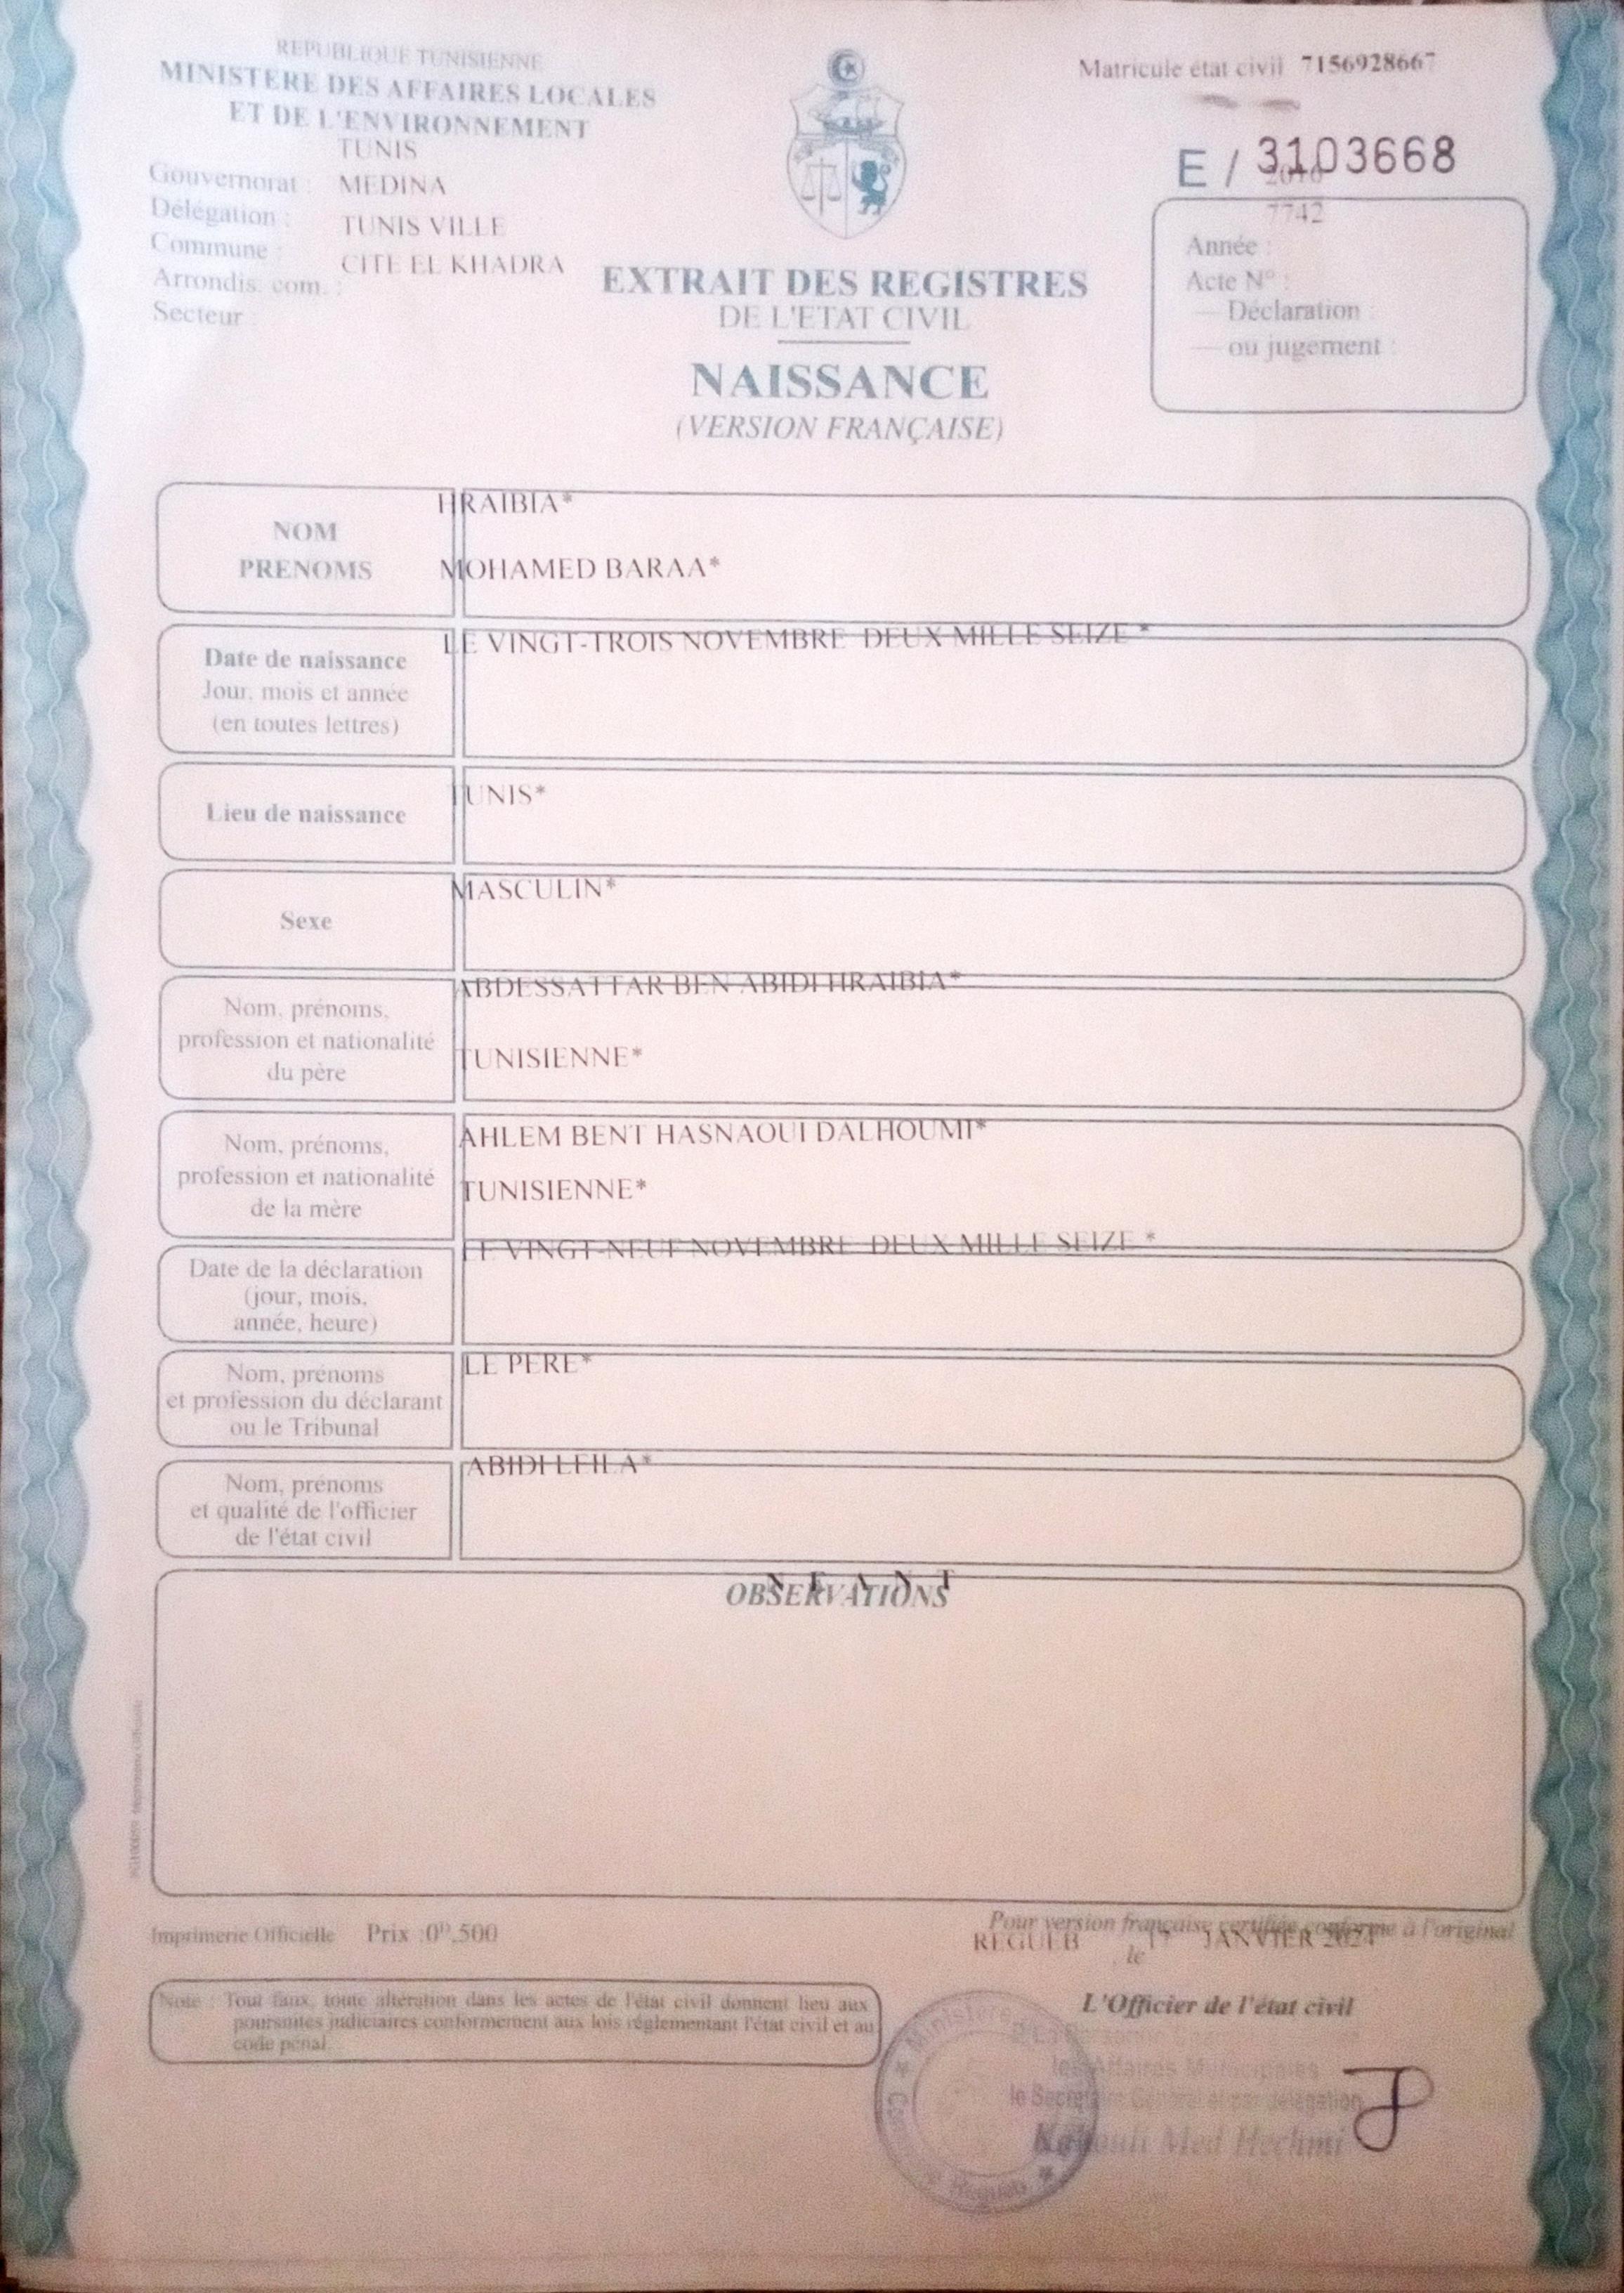 REPUBLIQUE TUNISIENNE
MINISTERE DES AFFAIRES LOCALES
ET DE L'ENVIRONNEMENT
TUNIS
Gouvernorat : MEDINA
Délégation : TUNIS VILLE
Commune : CITE EL KHADRA
Arrondis. com. :
Secteur :
Matricule état civil 7156928667
E / 3103668
2016
7742
Année :
Acte N° :
— Déclaration :
— ou jugement :
EXTRAIT DES REGISTRES
DE L'ETAT CIVIL
NAISSANCE
(VERSION FRANÇAISE)
NOM
PRENOMS
HRAIBIA*
MOHAMED BARAA*
Date de naissance
Jour, mois et année
(en toutes lettres)
LE VINGT-TROIS NOVEMBRE DEUX MILLE SEIZE *
Lieu de naissance
TUNIS*
Sexe
MASCULIN*
Nom, prénoms,
profession et nationalité
du père
ABDESSATTAR BEN ABIDI HRAIBIA*
TUNISIENNE*
Nom, prénoms,
profession et nationalité
de la mère
AHLEM BENT HASNAOUI DALHOUMI*
TUNISIENNE*
Date de la déclaration
(jour, mois,
année, heure)
LE VINGT-NEUF NOVEMBRE DEUX MILLE SEIZE *
Nom, prénoms
et profession du déclarant
ou le Tribunal
LE PERE*
Nom, prénoms
et qualité de l'officier
de l'état civil
ABIDI LEILA*
N E A N T
OBSERVATIONS
Imprimerie Officielle Prix :0ᴰ,500
Pour version française certifiée conforme à l'original
REGUEB le JANVIER 2024
Note : Tout faux, toute altération dans les actes de l'état civil donnent lieu aux
poursuites judiciaires conformement aux lois réglementant l'état civil et au
code pénal.
L'Officier de l'état civil
les Affaires Municipales
le Secrétaire Général et par délégation
Med Hechmi
Ministère
Regueb